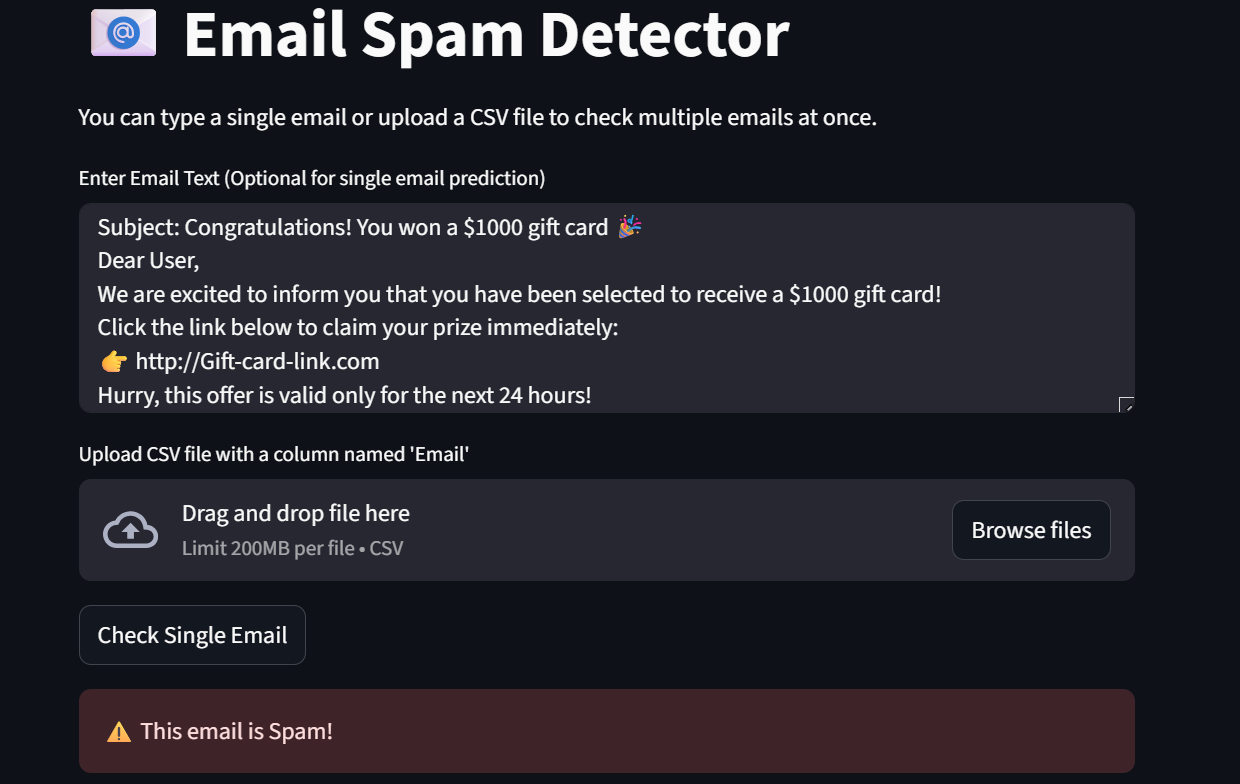 Email Spam Detector
You can type a single email or upload a CSV file to check multiple emails at once.
Enter Email Text (Optional for single email prediction)
Subject: Congratulations! You won a $1000 gift card 🎉
Dear User,
We are excited to inform you that you have been selected to receive a $1000 gift card!
Click the link below to claim your prize immediately:
👉 http://Gift-card-link.com
Hurry, this offer is valid only for the next 24 hours!
Upload CSV file with a column named 'Email'
Drag and drop file here
Limit 200MB per file • CSV
Browse files
Check Single Email
⚠️ This email is Spam!